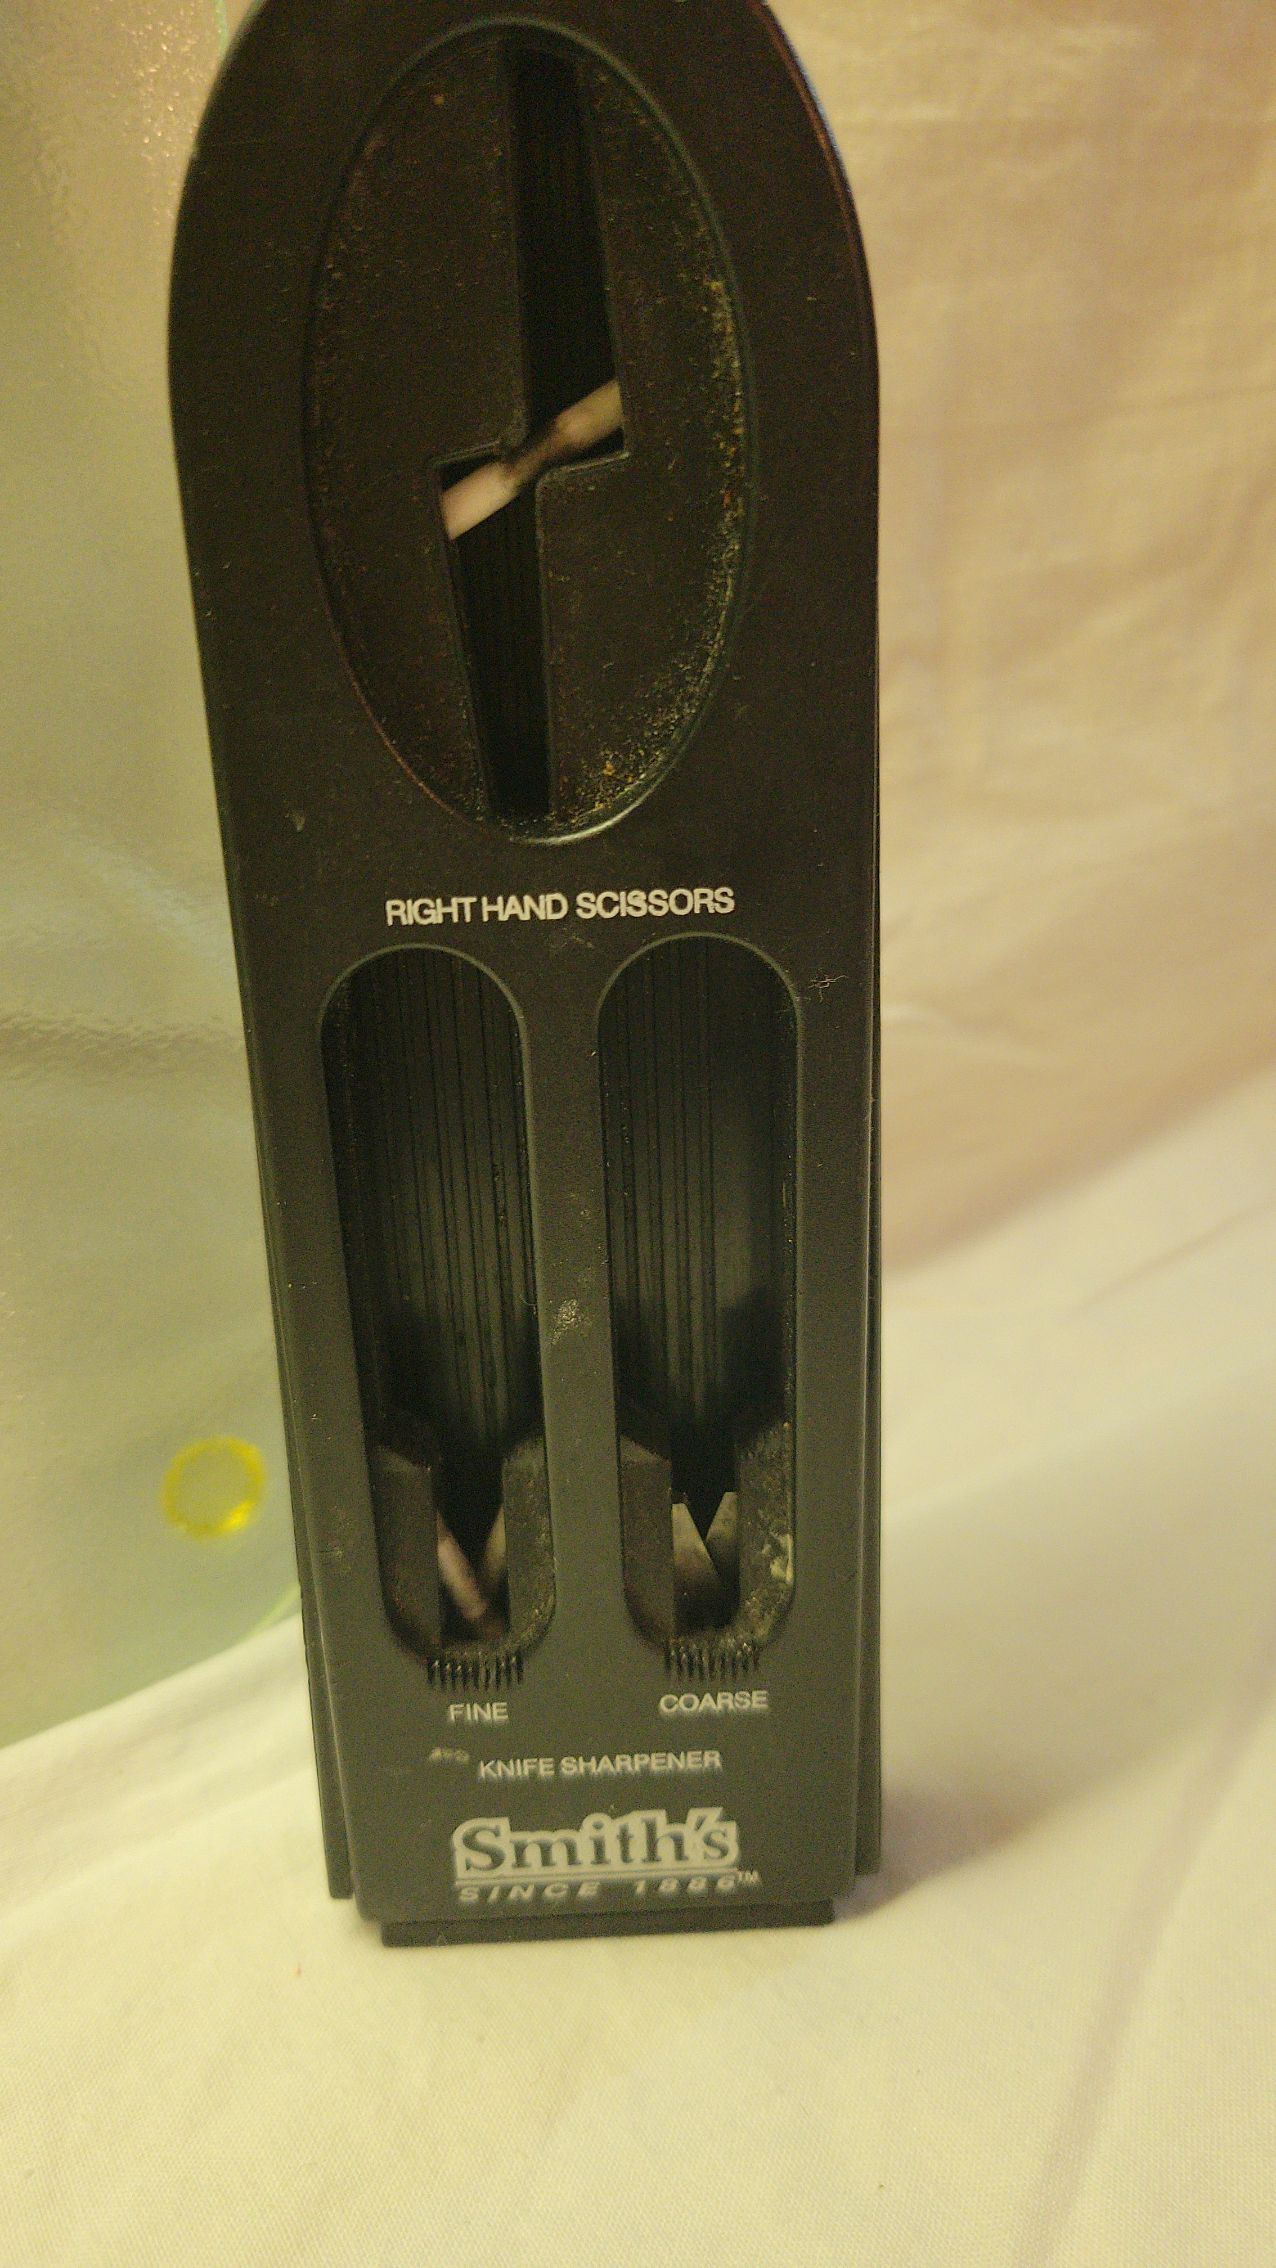 RIGHT HAND SCISSORS
FINE COARSE
KNIFE SHARPENER
Smith's
SINCE 1886™